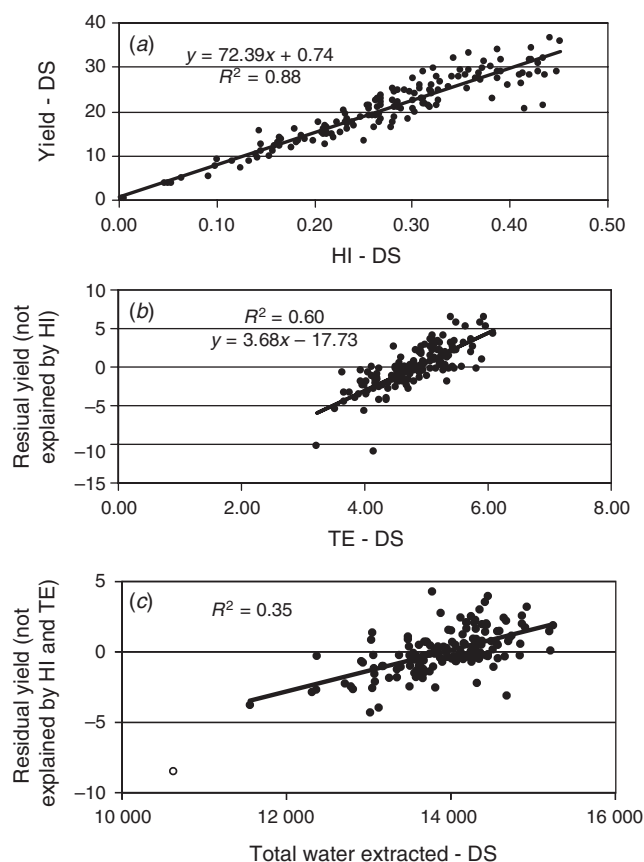 40
(a)
y = 72.39x + 0.74
R² = 0.88
30
20
10
0
Yield - DS
0.00 0.10 0.20 0.30 0.40 0.50
HI - DS
10
(b)
R² = 0.60
y = 3.68x – 17.73
5
0
–5
–10
–15
Resiual yield (not
explained by HI)
0.00 2.00 4.00 6.00 8.00
TE - DS
5
(c)
R² = 0.35
0
–5
–10
Residual yield (not
explained by HI and TE)
10 000 12 000 14 000 16 000
Total water extracted - DS